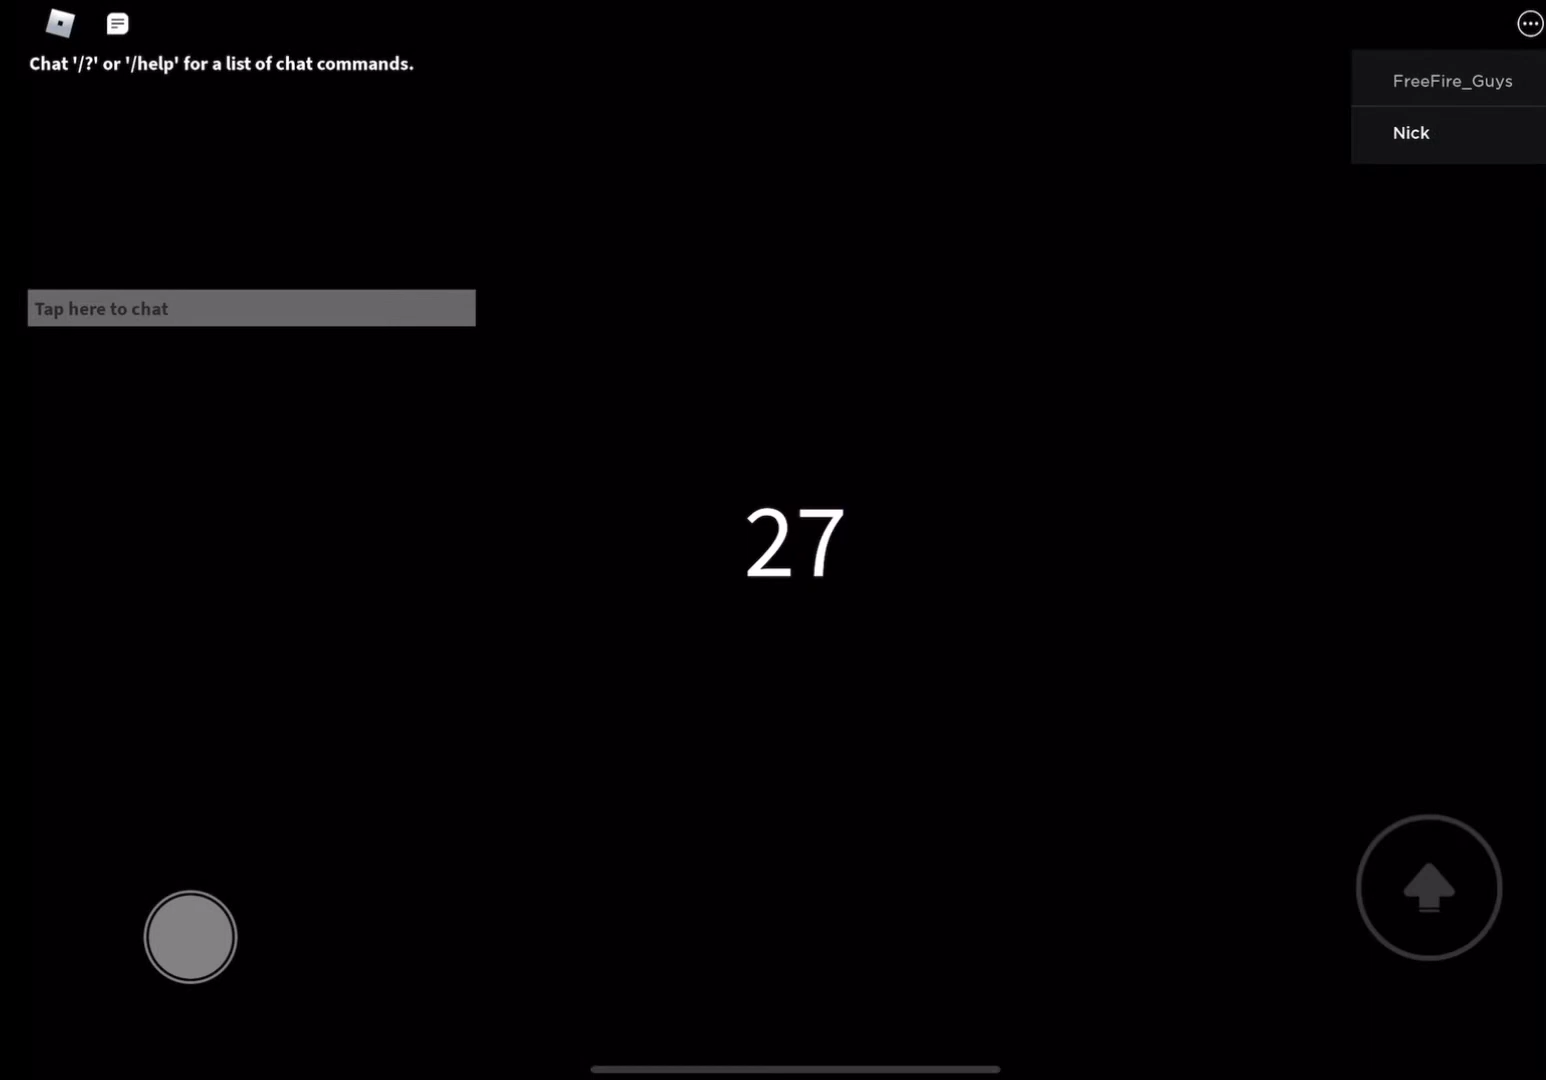 Chat '/?' or '/help' for a list of chat commands.
FreeFire_Guys
Nick
Tap here to chat
27